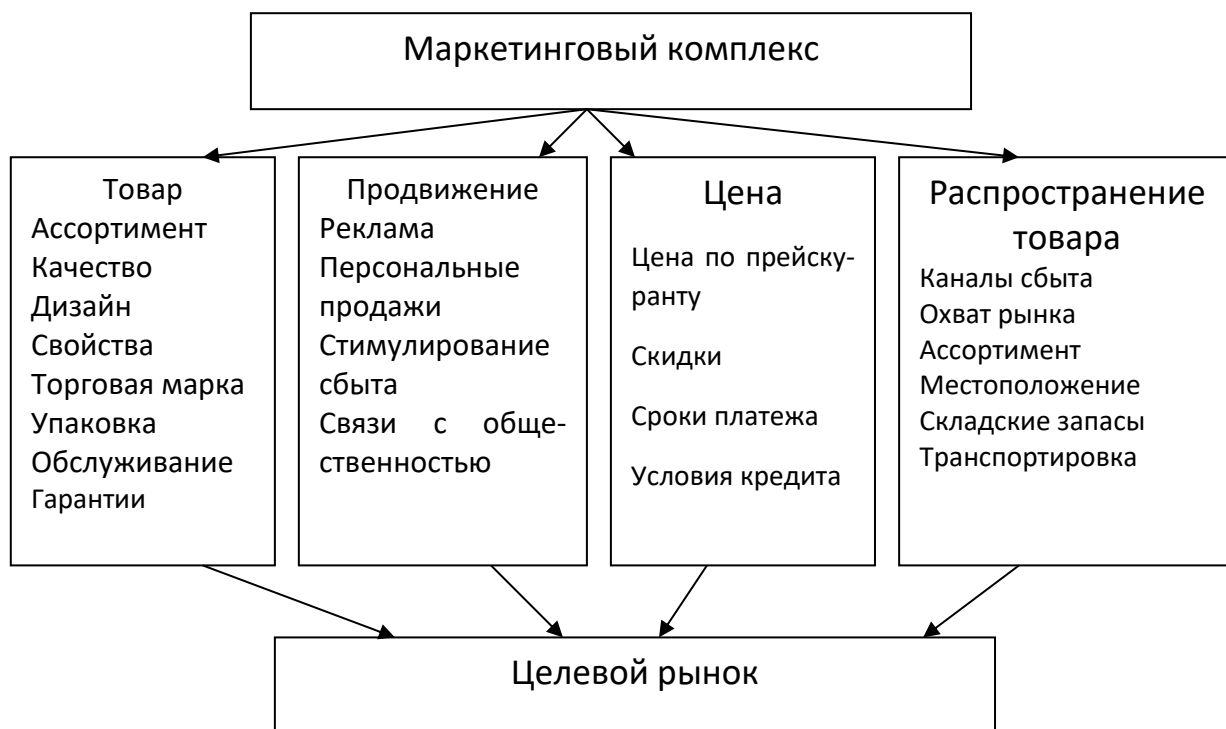 Маркетинговый комплекс
Товар
Ассортимент
Качество
Дизайн
Свойства
Торговая марка
Упаковка
Обслуживание
Гарантии
Продвижение
Реклама
Персональные
продажи
Стимулирование
сбыта
Связи с обще-
ственностью
Цена
Цена по прейску-
ранту
Скидки
Сроки платежа
Условия кредита
Распространение
товара
Каналы сбыта
Охват рынка
Ассортимент
Местоположение
Складские запасы
Транспортировка
Целевой рынок